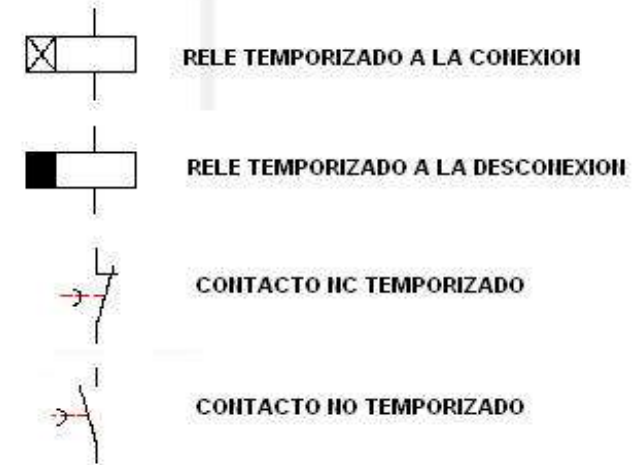 RELE TEMPORIZADO A LA CONEXION
RELE TEMPORIZADO A LA DESCONEXION
CONTACTO NC TEMPORIZADO
CONTACTO NO TEMPORIZADO